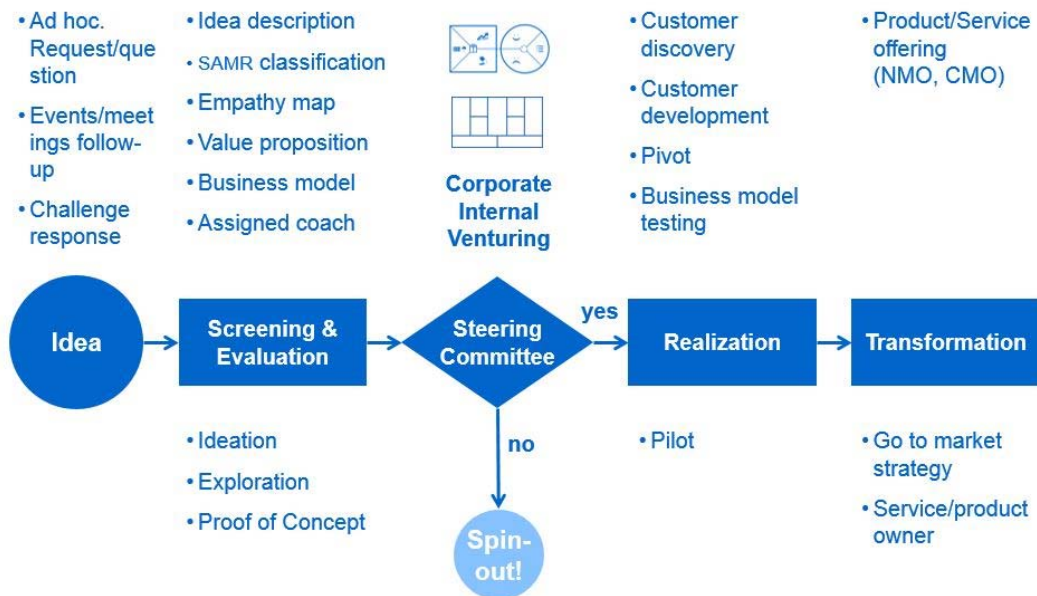 • Ad hoc.
Request/que
stion
• Events/meet
ings follow-
up
• Challenge
response
• Idea description
• SAMR classification
• Empathy map
• Value proposition
• Business model
• Assigned coach
Corporate
Internal
Venturing
• Customer
discovery
• Customer
development
• Pivot
• Business model
testing
• Product/Service
offering
(NMO, CMO)
Idea
Screening &
Evaluation
Steering
Committee
yes
Realization
Transformation
• Ideation
• Exploration
• Proof of Concept
no
Spin-
out!
• Pilot
• Go to market
strategy
• Service/product
owner